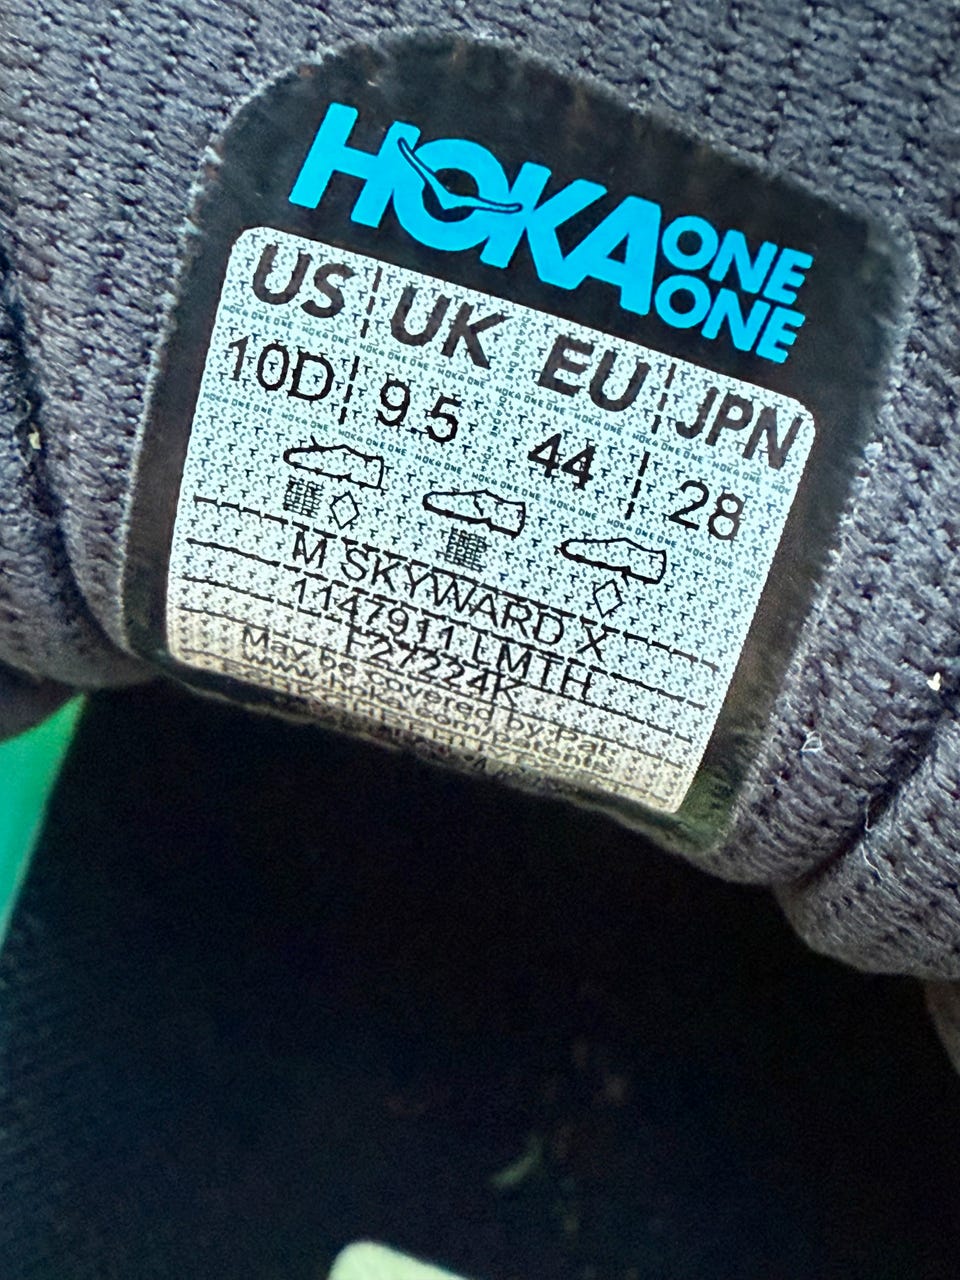 HOKA ONE ONE
US UK EU JPN
10D 9.5 44 28
M SKYWARD X
1147911 LMTH
F27224K
May be covered by pat.
www.hoka.com/patents